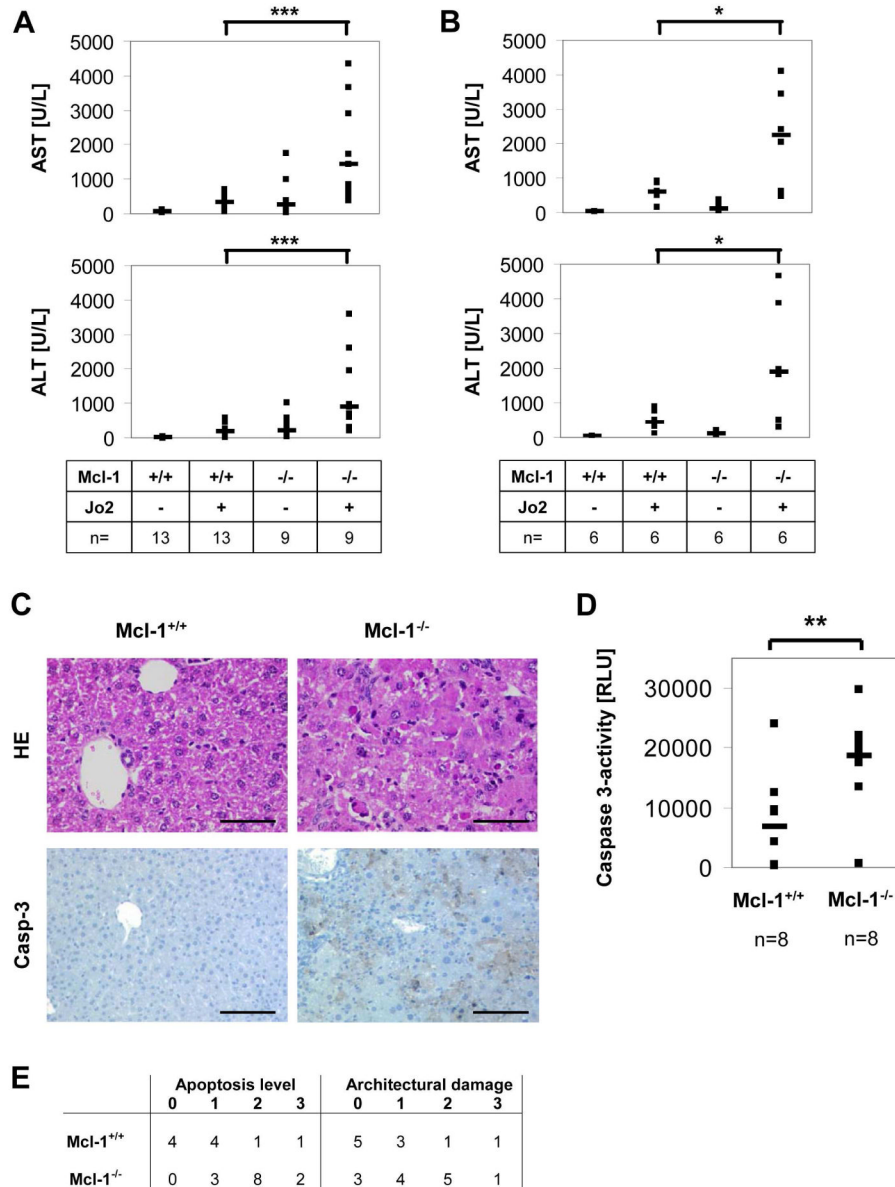 A
***
AST [U/L]
5000
4000
3000
2000
1000
0
***
ALT [U/L]
5000
4000
3000
2000
1000
0
Mcl-1 +/+ +/+ -/- -/-
Jo2 - + - +
n= 13 13 9 9
B
*
AST [U/L]
5000
4000
3000
2000
1000
0
*
ALT [U/L]
5000
4000
3000
2000
1000
0
Mcl-1 +/+ +/+ -/- -/-
Jo2 - + - +
n= 6 6 6 6
C
Mcl-1+/+ Mcl-1-/-
HE
Casp-3
D
**
Caspase 3-activity [RLU]
30000
20000
10000
0
Mcl-1+/+ Mcl-1-/-
n=8 n=8
E
Apoptosis level Architectural damage
0 1 2 3 0 1 2 3
Mcl-1+/+ 4 4 1 1 5 3 1 1
Mcl-1-/- 0 3 8 2 3 4 5 1